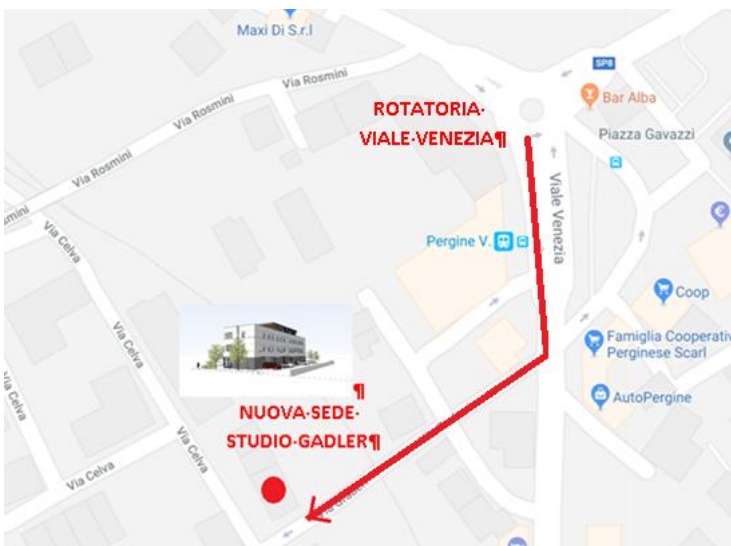 Maxi Di S.r.l
SP8
Via Rosmini
Bar Alba
ROTATORIA·
VIALE·VENEZIA¶
Via Rosmini
Piazza Gavazzi
Via Rosmini
Viale Venezia
Via Celva
Pergine V.
Coop
Via Celva
Famiglia Cooperativ
Perginese Scarl
¶
AutoPergine
NUOVA·SEDE·
STUDIO·GADLER¶
Via Celva
Via Celva
Via Celva